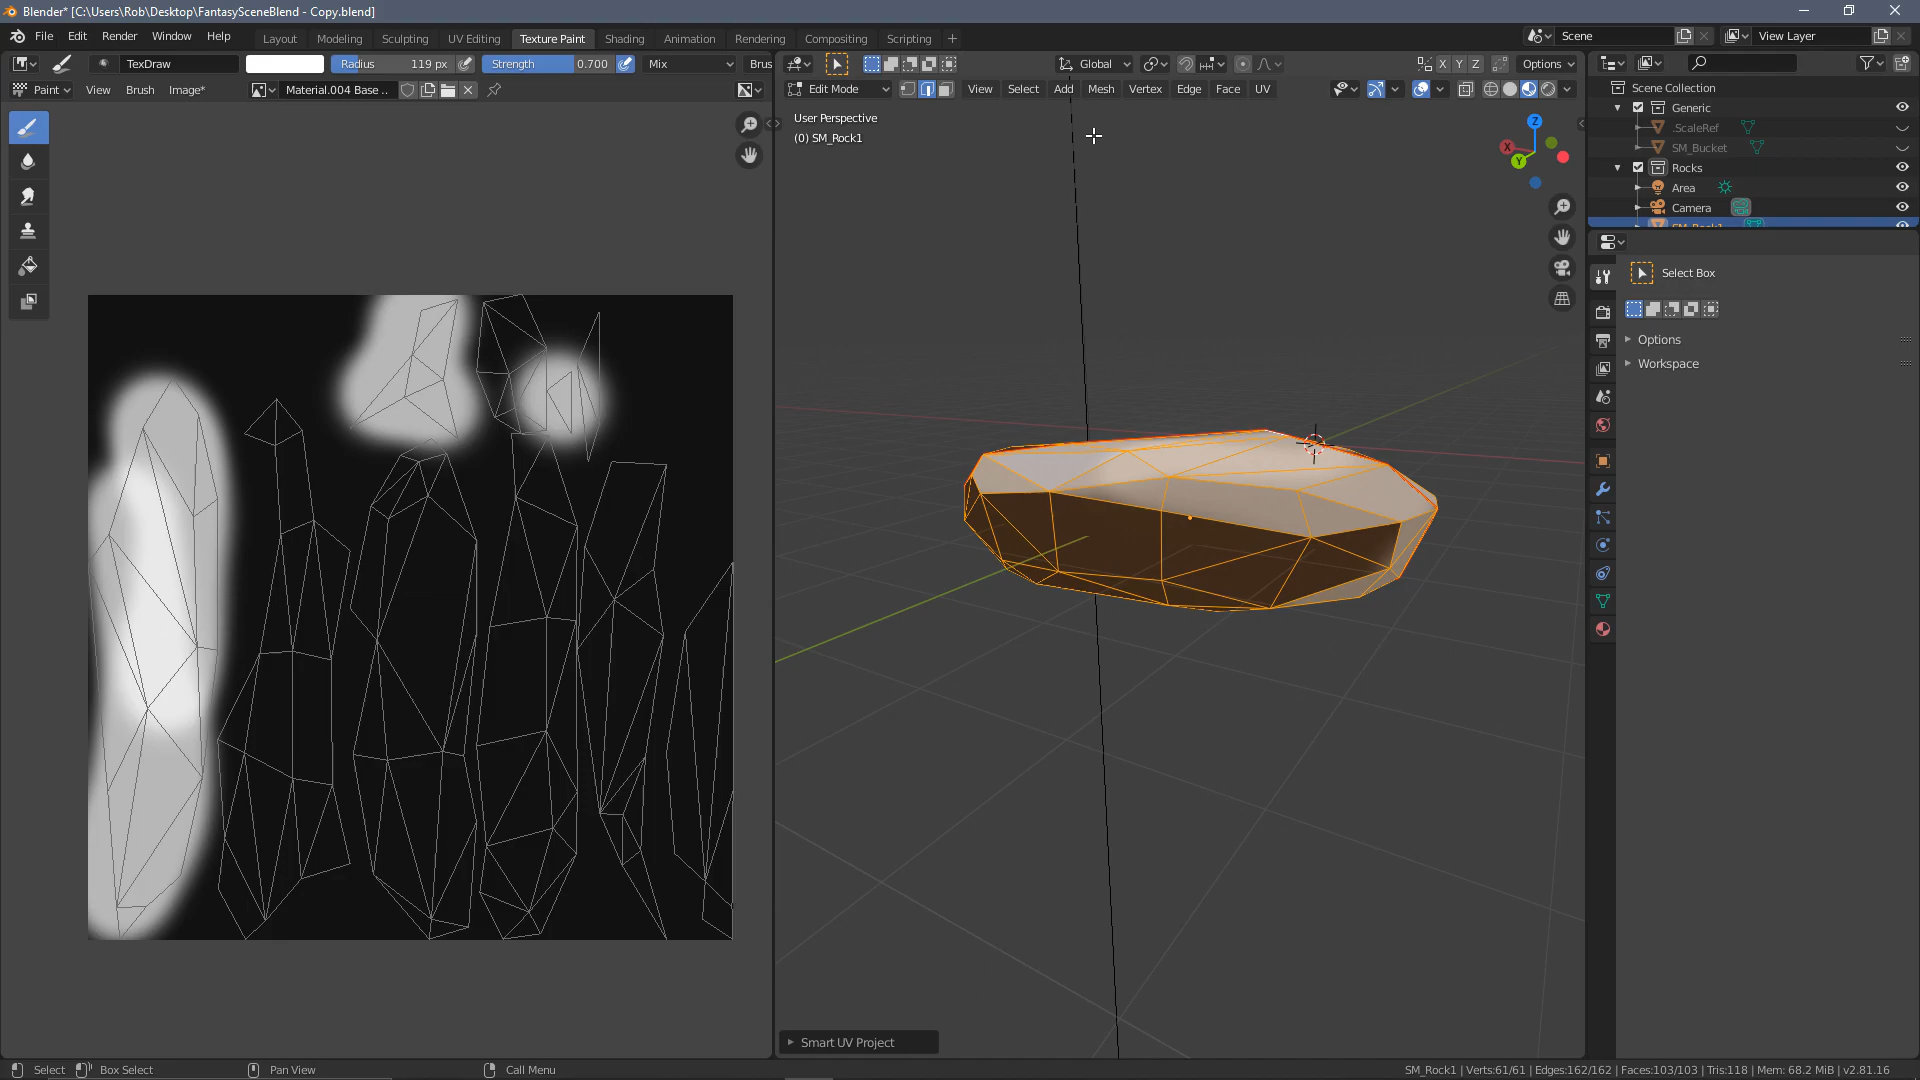 Blender* [C:\Users\Rob\Desktop\FantasySceneBlend - Copy.blend]
File Edit Render Window Help Layout Modeling Sculpting UV Editing Texture Paint Shading Animation Rendering Compositing Scripting Scene View Layer
TexDraw Radius 119 px Strength 0.700 Mix Brus Global X Y Z Options
Paint View Brush Image* Material.004 Base .. Edit Mode View Select Add Mesh Vertex Edge Face UV
User Perspective
(0) SM_Rock1
Z
X
Y
Scene Collection
Generic
.ScaleRef
SM_Bucket
Rocks
Area
Camera
SM_Rock1
Select Box
Options
Workspace
Smart UV Project
Select Box Select Pan View Call Menu SM_Rock1 | Verts:61/61 | Edges:162/162 | Faces:103/103 | Tris:118 | Mem: 68.2 MiB | v2.81.16